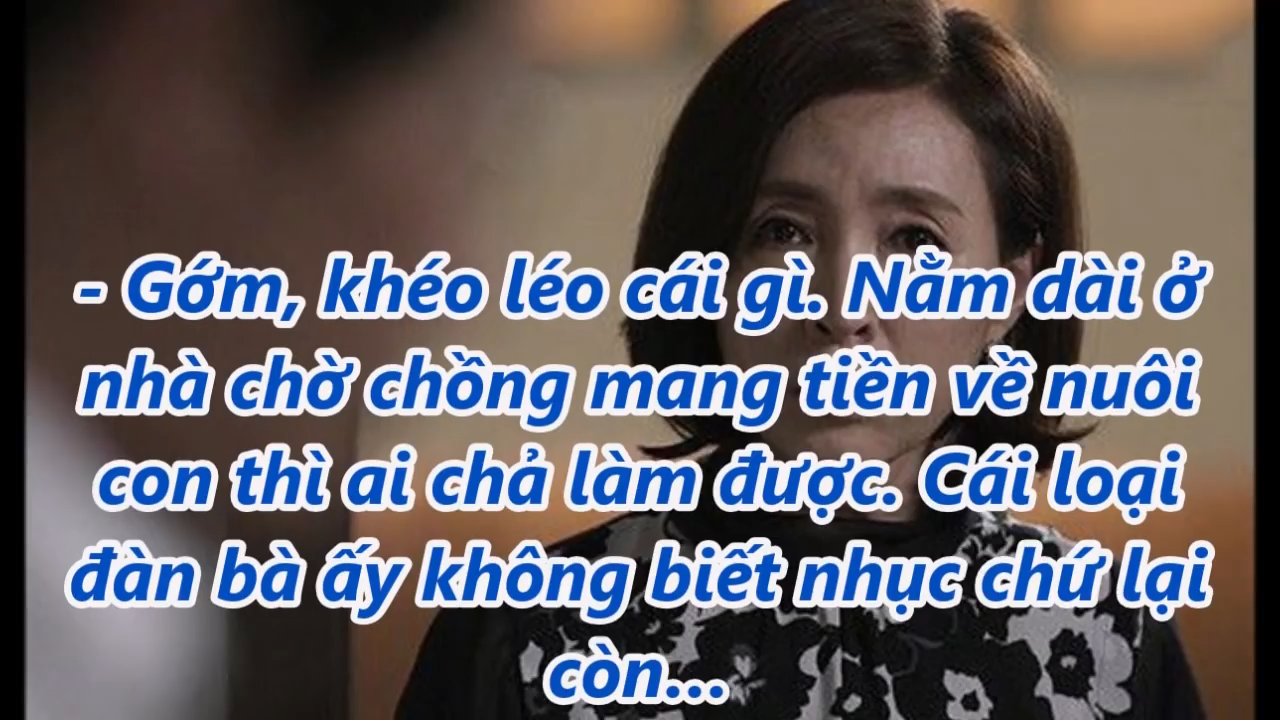 - Gớm, khéo léo cái gì. Nằm dài ở
nhà chờ chồng mang tiền về nuôi
con thì ai chả làm được. Cái loại
đàn bà ấy không biết nhục chứ lại
còn...